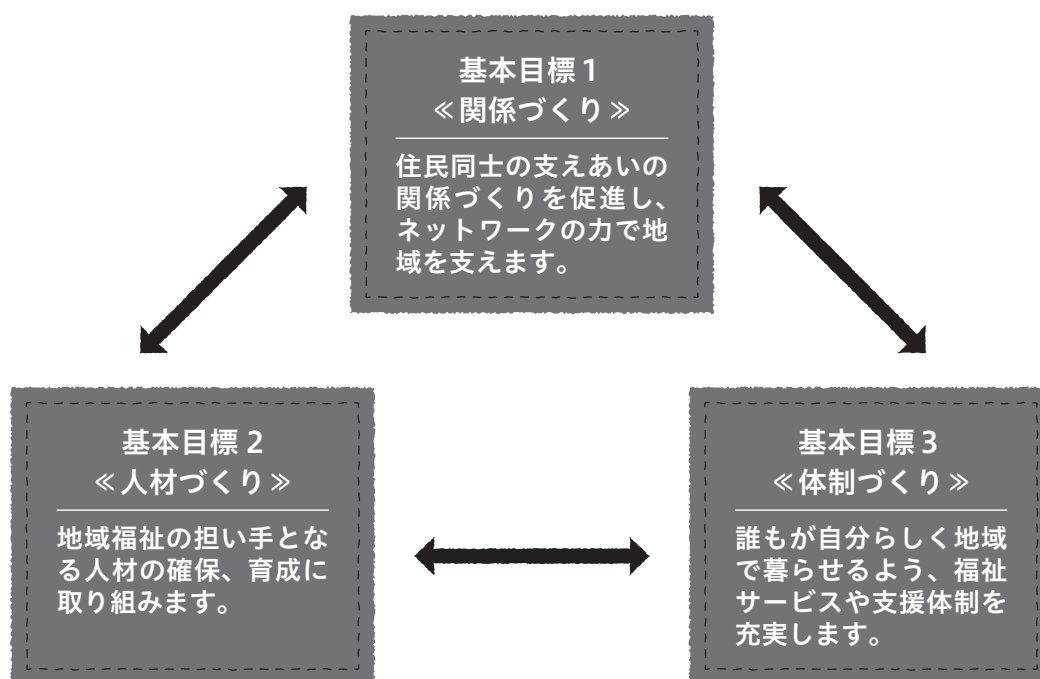 基本目標 1
≪関係づくり≫
住民同士の支えあいの
関係づくりを促進し、
ネットワークの力で地
域を支えます。
基本目標 2
≪人材づくり≫
地域福祉の担い手とな
る人材の確保、育成に
取り組みます。
基本目標 3
≪体制づくり≫
誰もが自分らしく地域
で暮らせるよう、福祉
サービスや支援体制を
充実します。